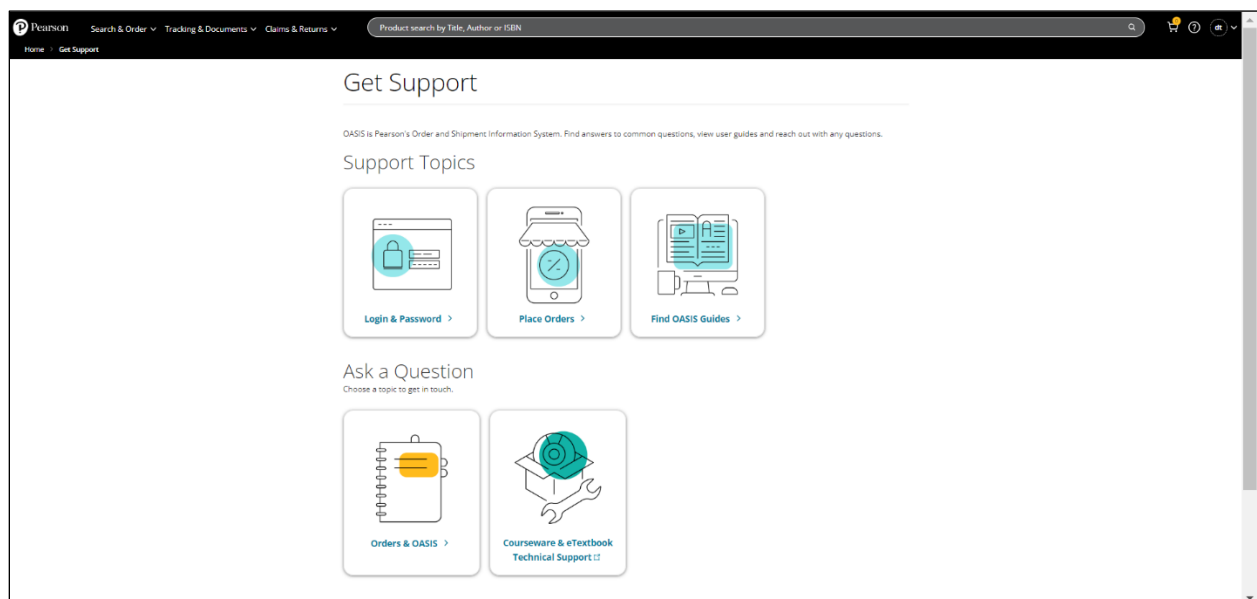 Pearson Search & Order Tracking & Documents Claims & Returns Product search by Title, Author or ISBN 0 dt
Home > Get Support
Get Support
OASIS is Pearson's Order and Shipment Information System. Find answers to common questions, view user guides and reach out with any questions.
Support Topics
Login & Password > Place Orders > Find OASIS Guides >
Ask a Question
Choose a topic to get in touch.
Orders & OASIS >
Courseware & eTextbook
Technical Support